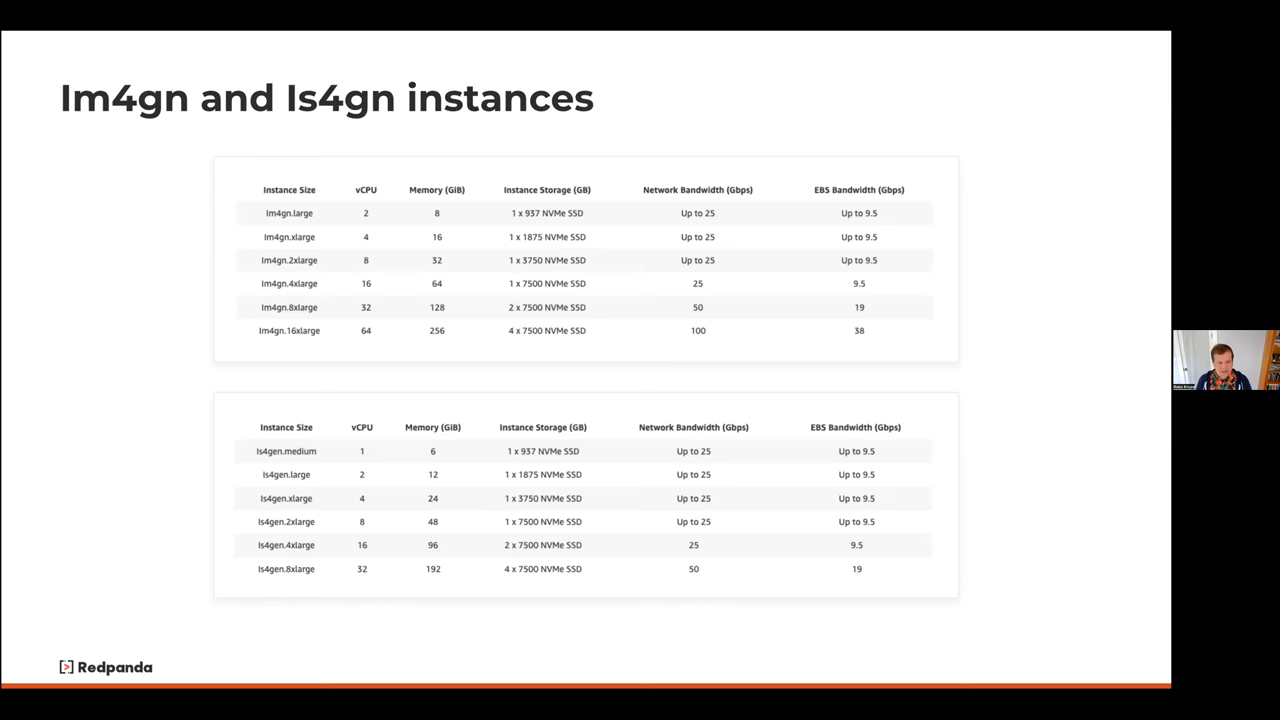 Im4gn and Is4gn instances
Instance Size vCPU Memory (GiB) Instance Storage (GB) Network Bandwidth (Gbps) EBS Bandwidth (Gbps)
Im4gn.large 2 8 1 x 937 NVMe SSD Up to 25 Up to 9.5
Im4gn.xlarge 4 16 1 x 1875 NVMe SSD Up to 25 Up to 9.5
Im4gn.2xlarge 8 32 1 x 3750 NVMe SSD Up to 25 Up to 9.5
Im4gn.4xlarge 16 64 1 x 7500 NVMe SSD 25 9.5
Im4gn.8xlarge 32 128 2 x 7500 NVMe SSD 50 19
Im4gn.16xlarge 64 256 4 x 7500 NVMe SSD 100 38
Instance Size vCPU Memory (GiB) Instance Storage (GB) Network Bandwidth (Gbps) EBS Bandwidth (Gbps)
Is4gen.medium 1 6 1 x 937 NVMe SSD Up to 25 Up to 9.5
Is4gen.large 2 12 1 x 1875 NVMe SSD Up to 25 Up to 9.5
Is4gen.xlarge 4 24 1 x 3750 NVMe SSD Up to 25 Up to 9.5
Is4gen.2xlarge 8 48 1 x 7500 NVMe SSD Up to 25 Up to 9.5
Is4gen.4xlarge 16 96 2 x 7500 NVMe SSD 25 9.5
Is4gen.8xlarge 32 192 4 x 7500 NVMe SSD 50 19
Redpanda